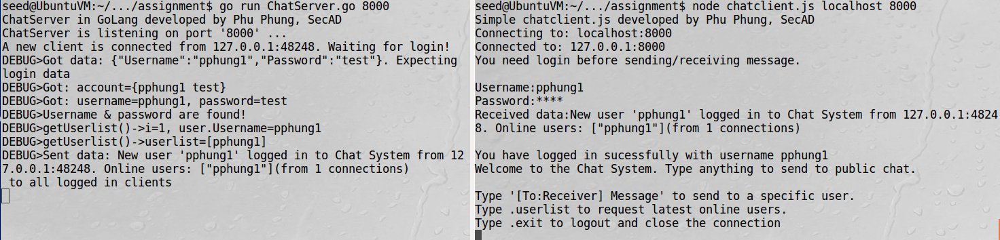 seed@UbuntuVM:~/.../assignment$ go run ChatServer.go 8000
ChatServer in GoLang developed by Phu Phung, SecAD
ChatServer is listening on port '8000' ...
A new client is connected from 127.0.0.1:48248. Waiting for login!
DEBUG>Got data: {"Username":"pphung1","Password":"test"}. Expecting
login data
DEBUG>Got: account={pphung1 test}
DEBUG>Got: username=pphung1, password=test
DEBUG>Username & password are found!
DEBUG>getUserlist()->i=1, user.Username=pphung1
DEBUG>getUserlist()->userlist=[pphung1]
DEBUG>Sent data: New user 'pphung1' logged in to Chat System from 12
7.0.0.1:48248. Online users: ["pphung1"](from 1 connections)
 to all logged in clients
seed@UbuntuVM:~/.../assignment$ node chatclient.js localhost 8000
Simple chatclient.js developed by Phu Phung, SecAD
Connecting to: localhost:8000
Connected to: 127.0.0.1:8000
You need login before sending/receiving message.
Username:pphung1
Password:****
Received data:New user 'pphung1' logged in to Chat System from 127.0.0.1:4824
8. Online users: ["pphung1"](from 1 connections)
You have logged in sucessfully with username pphung1
Welcome to the Chat System. Type anything to send to public chat.
Type '[To:Receiver] Message' to send to a specific user.
Type .userlist to request latest online users.
Type .exit to logout and close the connection